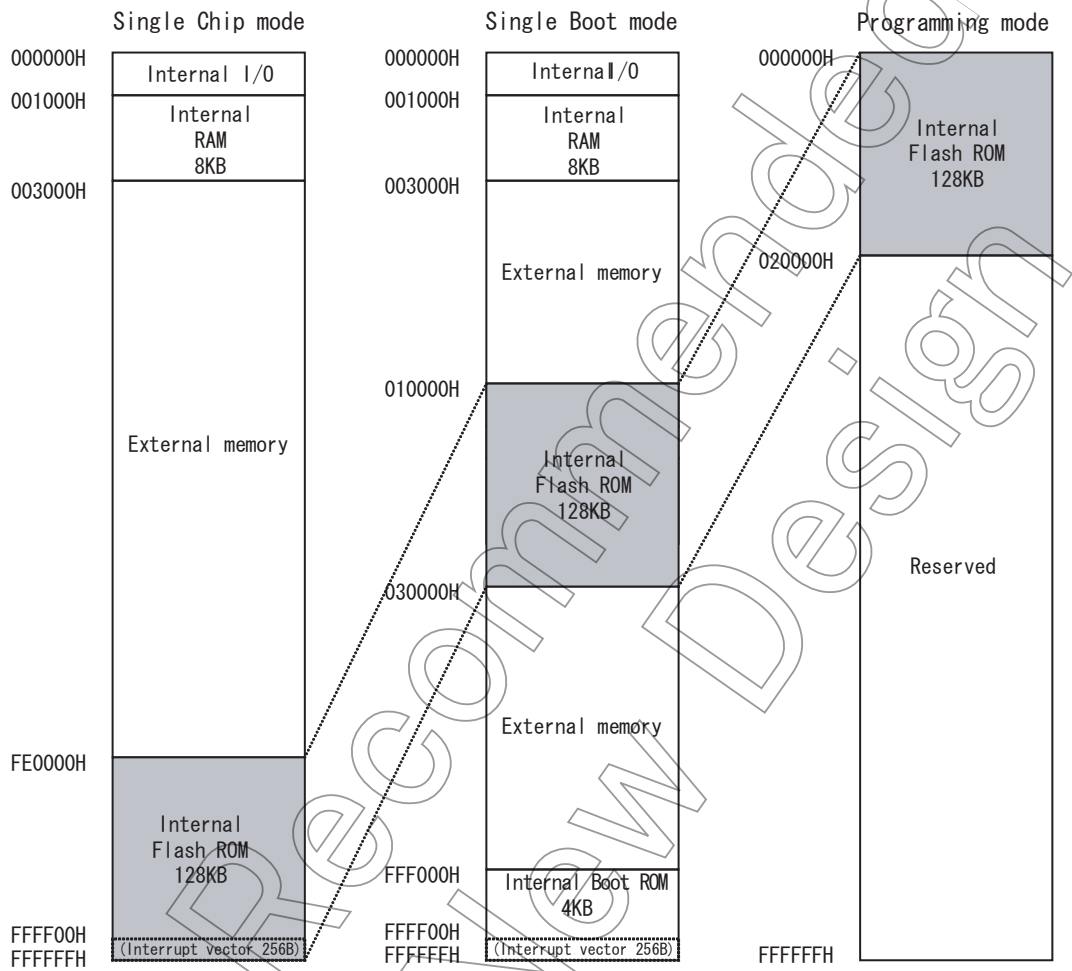 Single Chip mode
000000H
Internal I/O
001000H
Internal
RAM
8KB
003000H
External memory
FE0000H
Internal
Flash ROM
128KB
FFFF00H
(Interrupt vector 256B)
FFFFFFH
Single Boot mode
000000H
Internal I/O
001000H
Internal
RAM
8KB
003000H
External memory
010000H
Internal
Flash ROM
128KB
030000H
External memory
FFF000H
Internal Boot ROM
4KB
FFFF00H
(Interrupt vector 256B)
FFFFFFH
Programming mode
000000H
Internal
Flash ROM
128KB
020000H
Reserved
FFFFFFH
Recommended
New Design